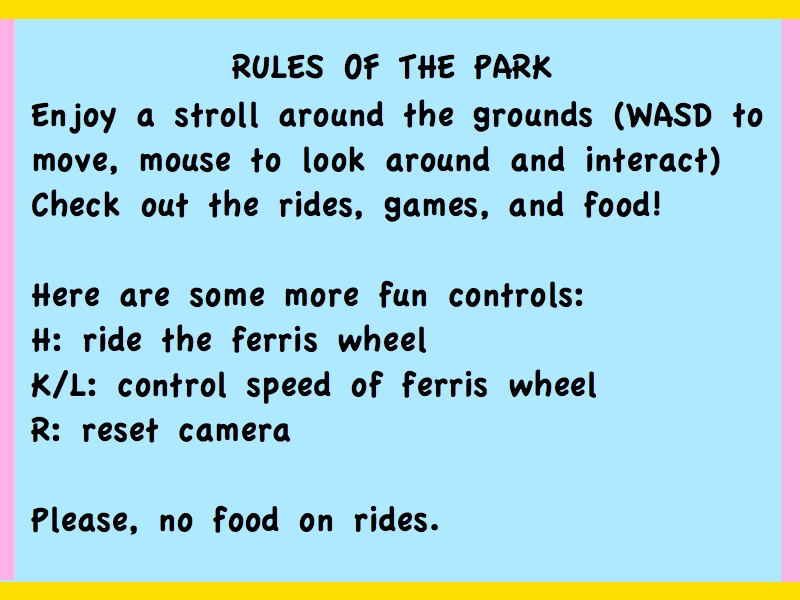 RULES OF THE PARK
Enjoy a stroll around the grounds (WASD to
move, mouse to look around and interact)
Check out the rides, games, and food!
Here are some more fun controls:
H: ride the ferris wheel
K/L: control speed of ferris wheel
R: reset camera
Please, no food on rides.